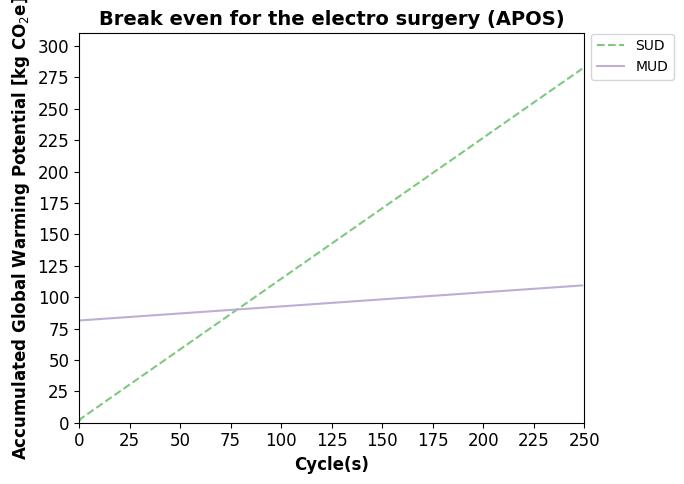 Break even for the electro surgery (APOS)
Accumulated Global Warming Potential [kg CO₂e]
300
275
250
225
200
175
150
125
100
75
50
25
0
0 25 50 75 100 125 150 175 200 225 250
Cycle(s)
SUD
MUD